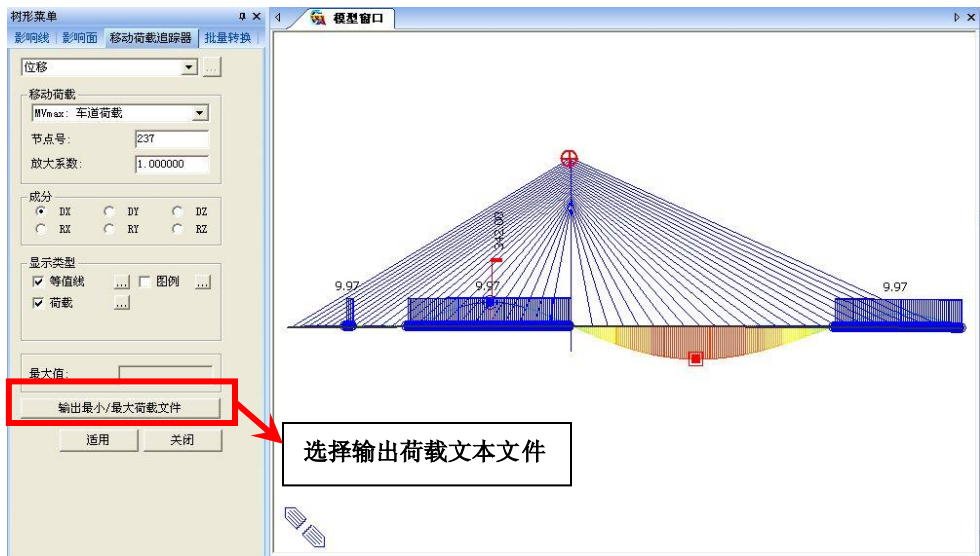 树形菜单
影响线 影响面 移动荷载追踪器 批量转换
位移
...
移动荷载
MVmax: 车道荷载
节点号: 237
放大系数: 1.000000
成分
DX DY DZ
RX RY RZ
显示类型
等值线 ... 图例 ...
荷载 ...
最大值:
输出最小/最大荷载文件
适用 关闭
模型窗口
342.00
9.97 9.97 9.97
选择输出荷载文本文件